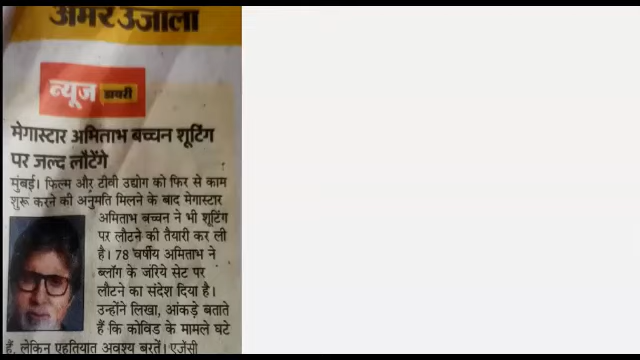 अमर उजाला
न्यूज डायरी
मेगास्टार अमिताभ बच्चन शूटिंग
पर जल्द लौटेंगे
मुंबई। फिल्म और टीवी उद्योग को फिर से काम
शुरू करने की अनुमति मिलने के बाद मेगास्टार
अमिताभ बच्चन ने भी शूटिंग
पर लौटने की तैयारी कर ली
है। 78 वर्षीय अमिताभ ने
ब्लॉग के जरिये सेट पर
लौटने का संदेश दिया है।
उन्होंने लिखा, आंकड़े बताते
हैं कि कोविड के मामले घटे
हैं, लेकिन एहतियात अवश्य बरतें। एजेंसी